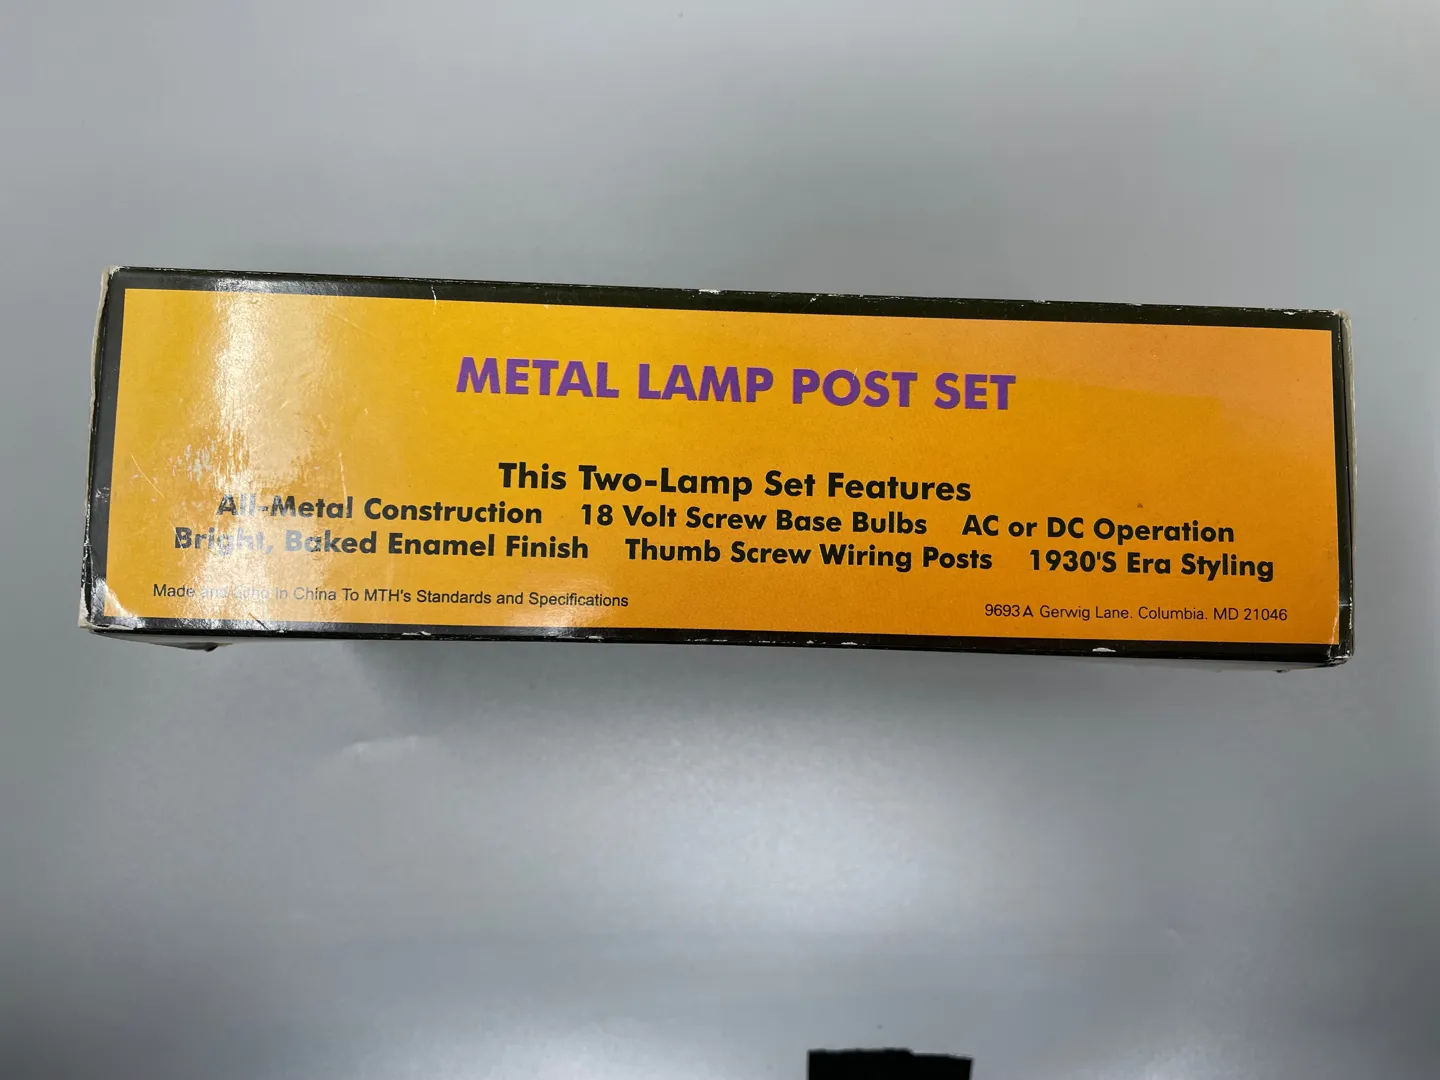 METAL LAMP POST SET
This Two-Lamp Set Features
All-Metal Construction 18 Volt Screw Base Bulbs AC or DC Operation
Bright, Baked Enamel Finish Thumb Screw Wiring Posts 1930'S Era Styling
Made in China To MTH's Standards and Specifications
9693 A Gerwig Lane. Columbia. MD 21046